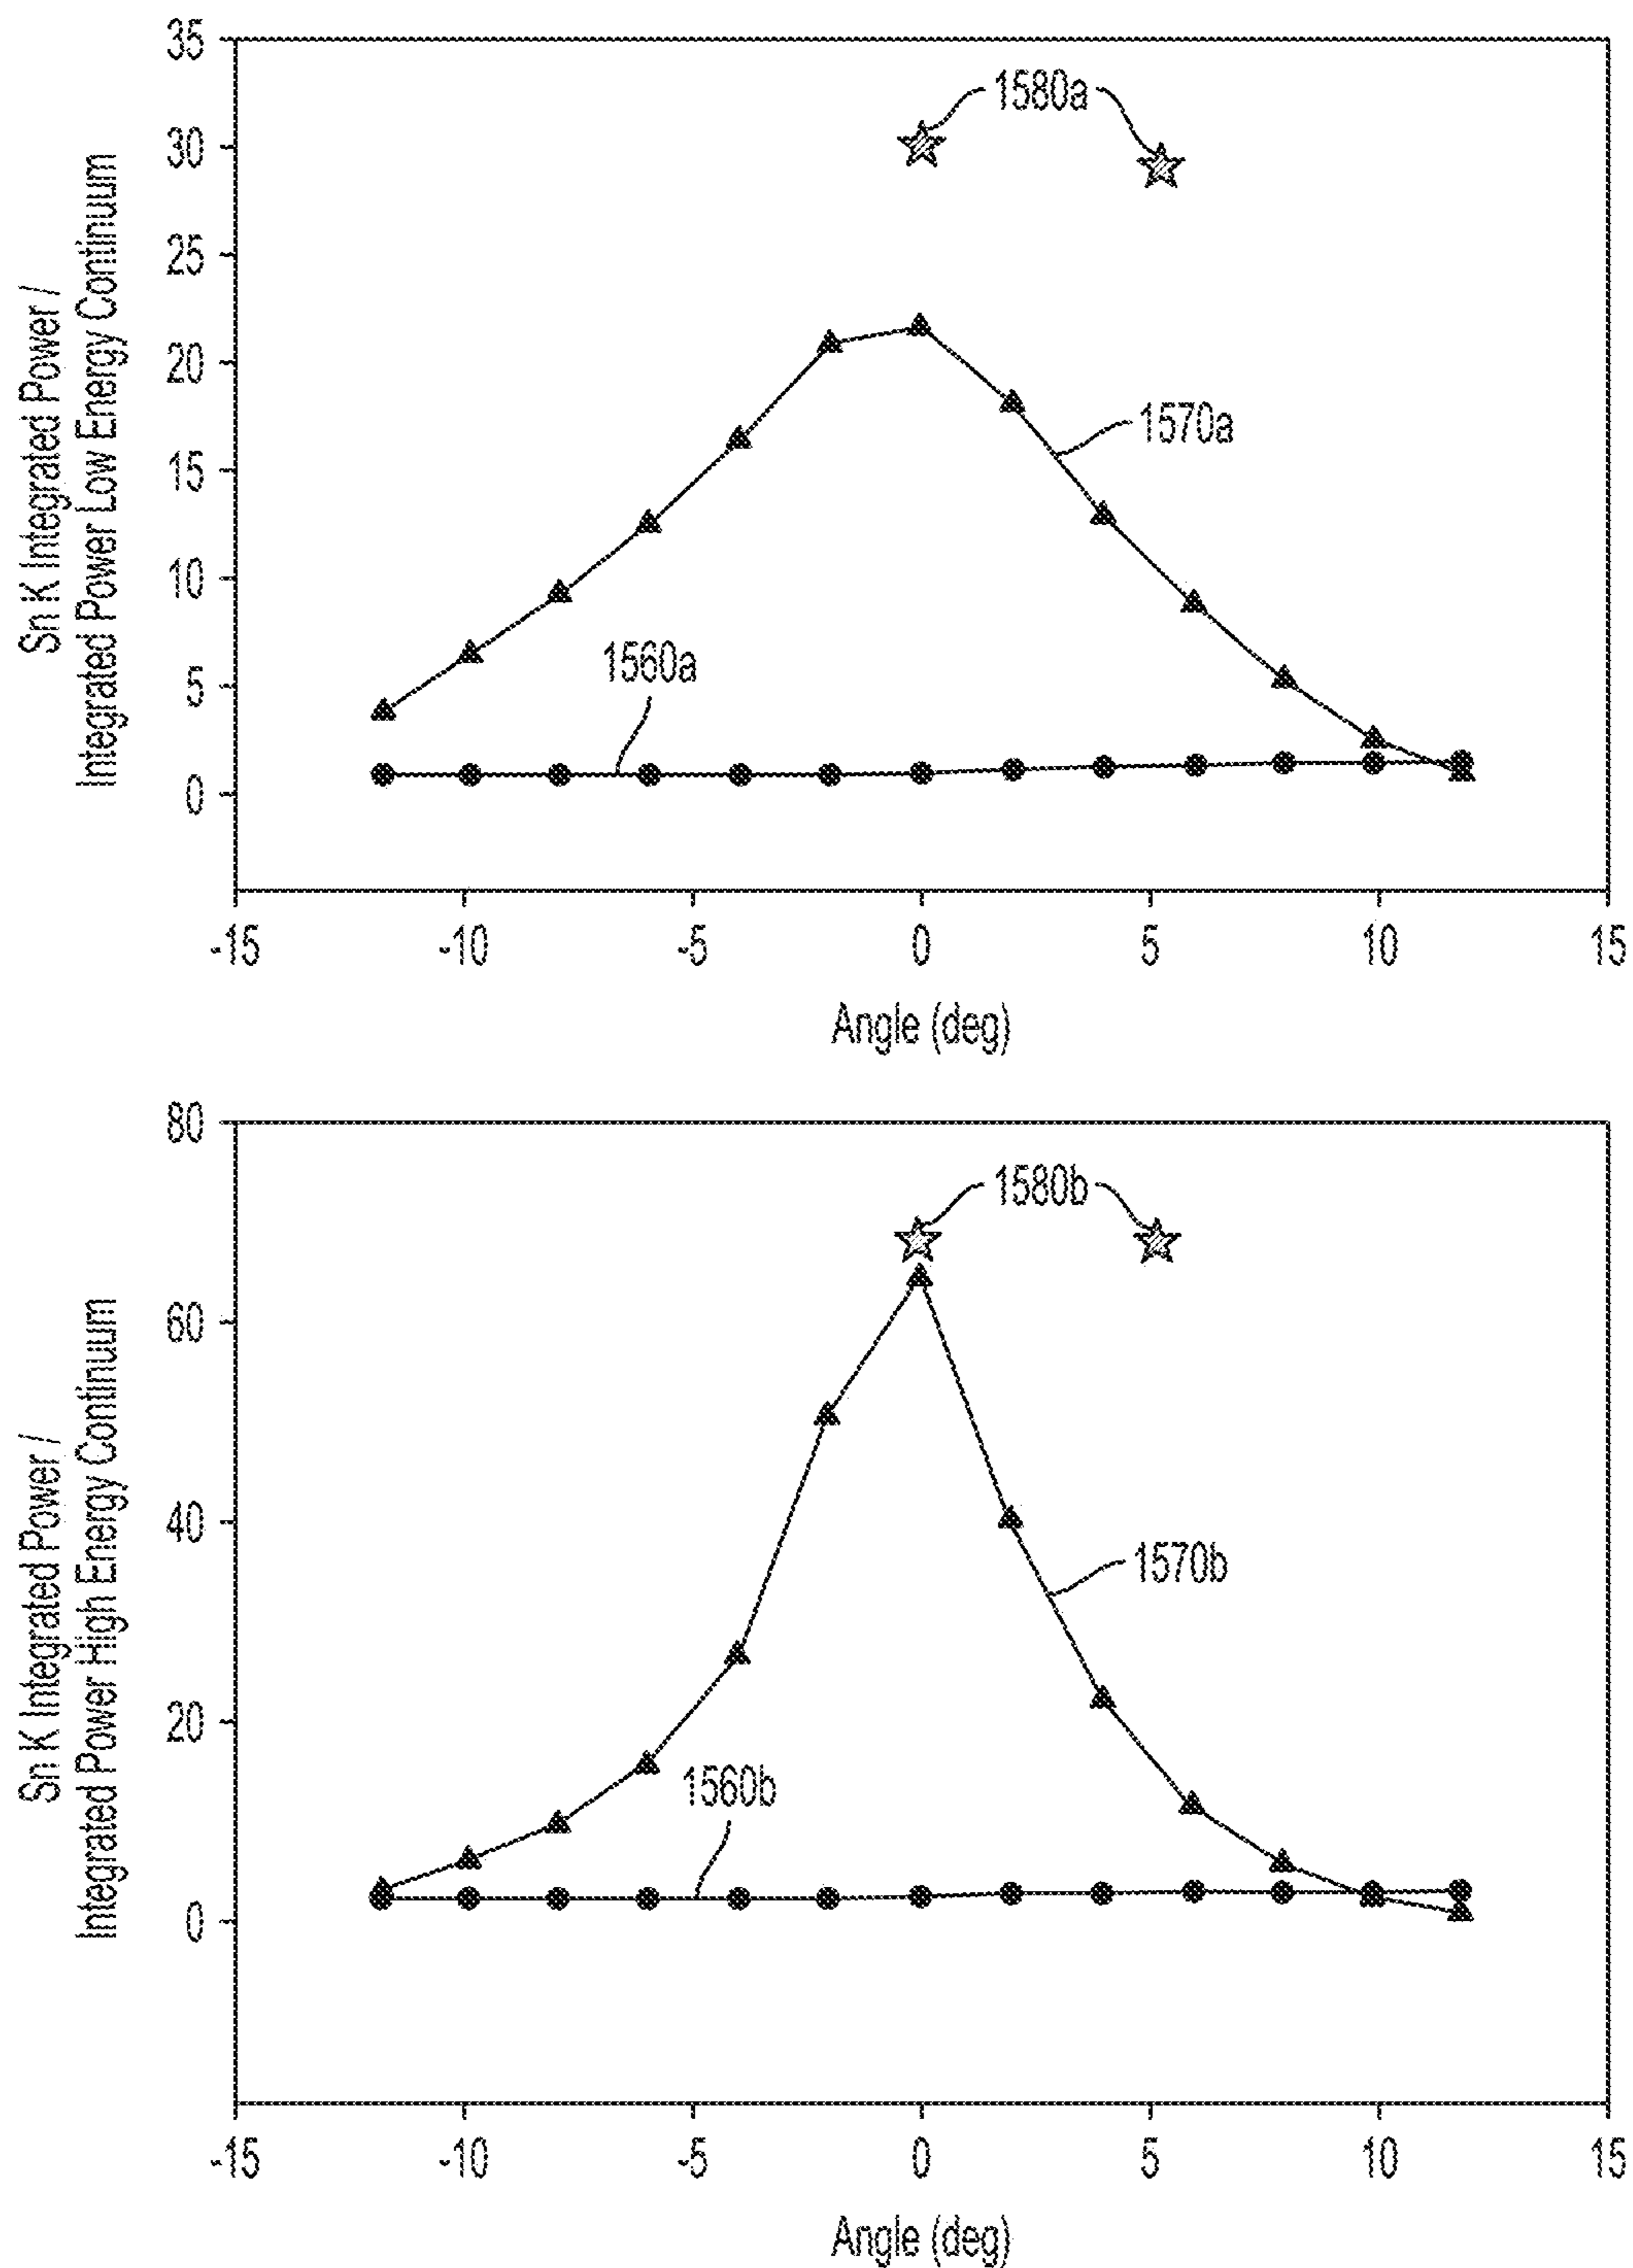 35
30
25
20
15
10
5
0
Sn K Integrated Power /
Integrated Power Low Energy Continuum
1580a
1570a
1560a
-15
-10
-5
0
5
10
15
Angle (deg)
80
60
40
20
0
Sn K Integrated Power /
Integrated Power High Energy Continuum
1580b
1570b
1560b
-15
-10
-5
0
5
10
15
Angle (deg)